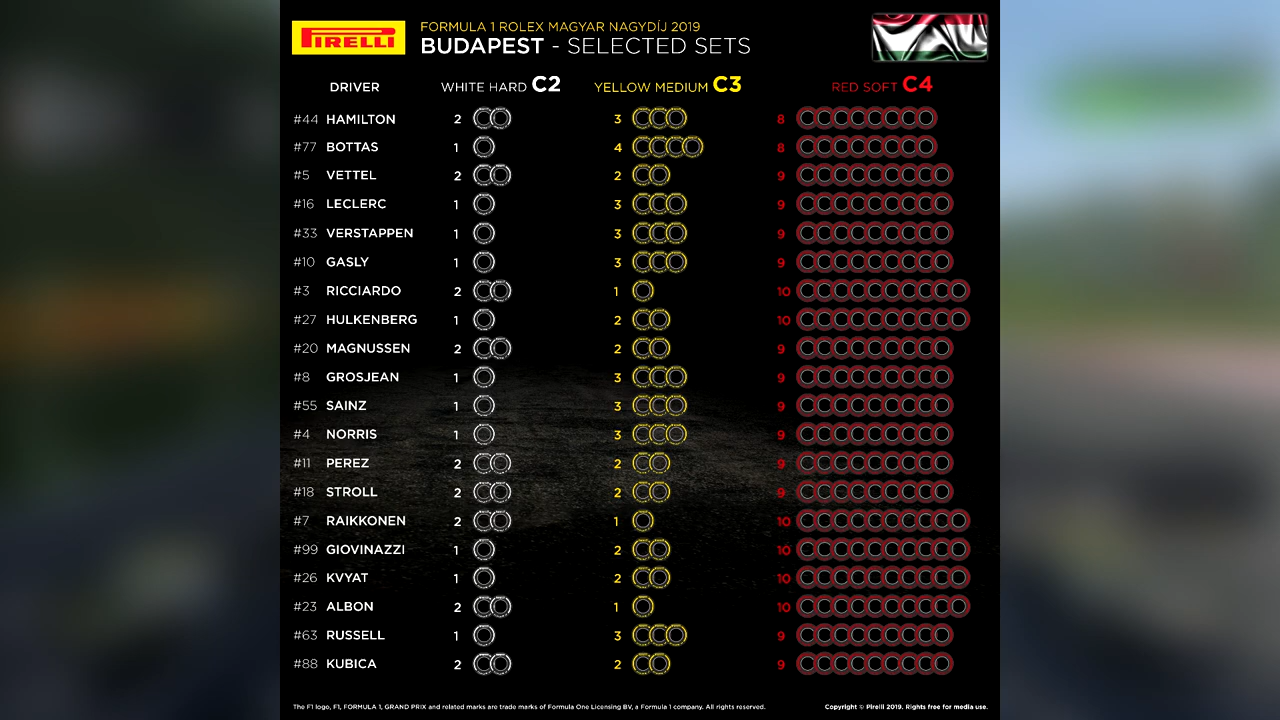 PIRELLI
FORMULA 1 ROLEX MAGYAR NAGYDÍJ 2019
BUDAPEST - SELECTED SETS
DRIVER WHITE HARD C2 YELLOW MEDIUM C3 RED SOFT C4
#44 HAMILTON 2 3 8
#77 BOTTAS 1 4 8
#5 VETTEL 2 2 9
#16 LECLERC 1 3 9
#33 VERSTAPPEN 1 3 9
#10 GASLY 1 3 9
#3 RICCIARDO 2 1 10
#27 HULKENBERG 1 2 10
#20 MAGNUSSEN 2 2 9
#8 GROSJEAN 1 3 9
#55 SAINZ 1 3 9
#4 NORRIS 1 3 9
#11 PEREZ 2 2 9
#18 STROLL 2 2 9
#7 RAIKKONEN 2 1 10
#99 GIOVINAZZI 1 2 10
#26 KVYAT 1 2 10
#23 ALBON 2 1 10
#63 RUSSELL 1 3 9
#88 KUBICA 2 2 9
The F1 logo, F1, FORMULA 1, GRAND PRIX and related marks are trade marks of Formula One Licensing BV, a Formula 1 company. All rights reserved. Copyright © Pirelli 2019. Rights free for media use.